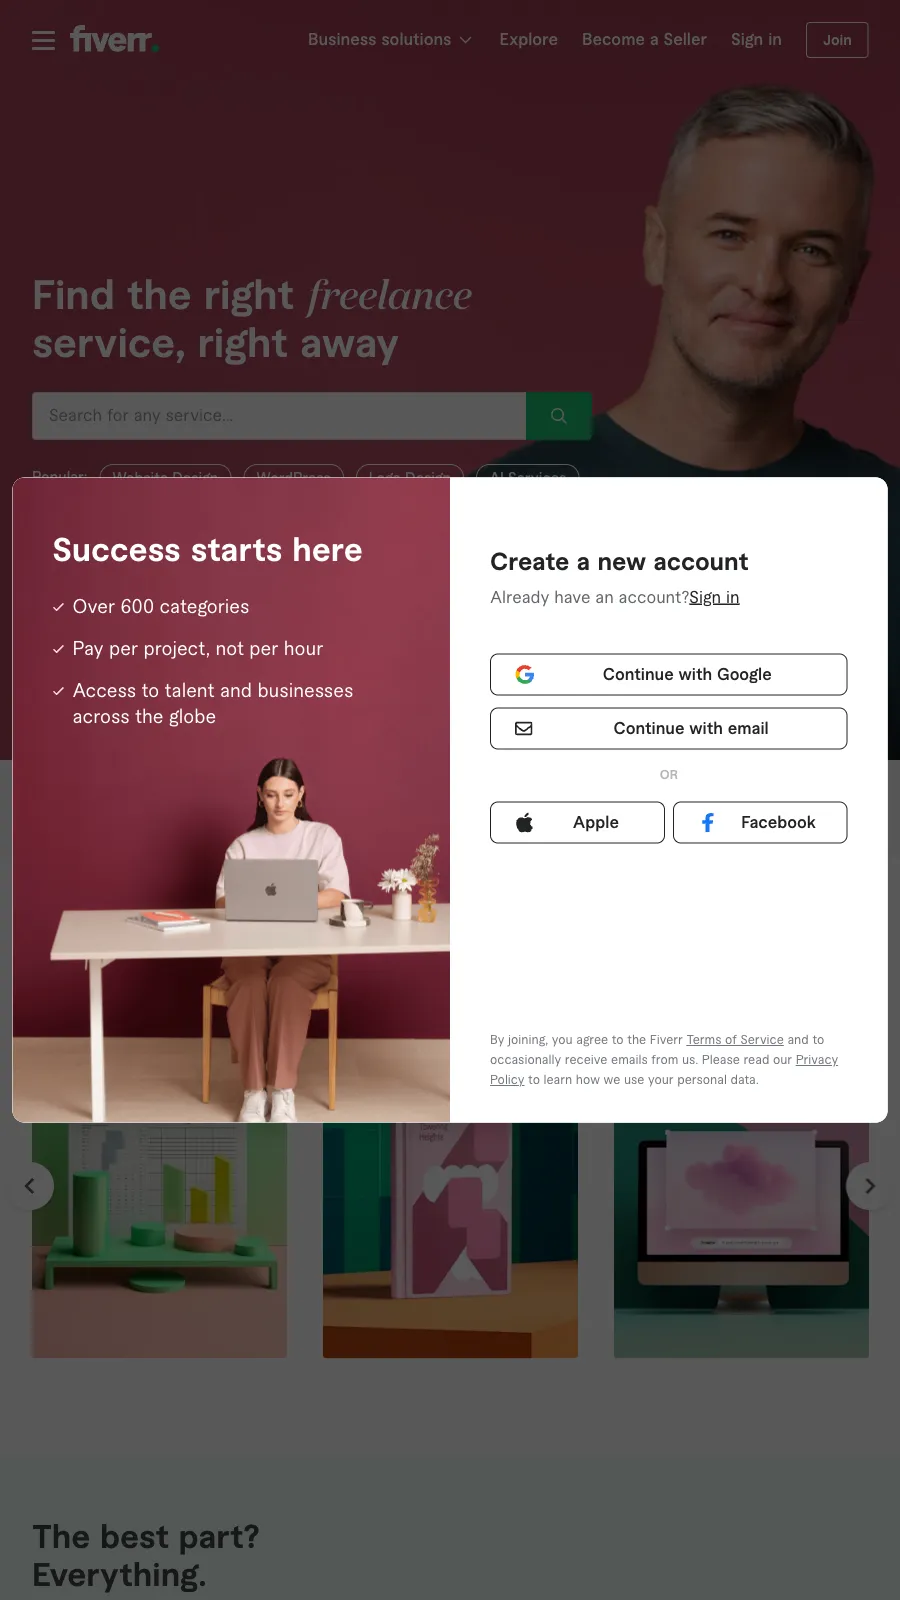 fiverr.
Business solutions
Explore
Become a Seller
Sign in
Join
Find the right freelance
service, right away
Search for any service...
Popular:
Website Design
WordPress
Logo Design
AI Services
Success starts here
Over 600 categories
Pay per project, not per hour
Access to talent and businesses
across the globe
Create a new account
Already have an account?Sign in
Continue with Google
Continue with email
OR
Apple
Facebook
By joining, you agree to the Fiverr Terms of Service and to
occasionally receive emails from us. Please read our Privacy
Policy to learn how we use your personal data.
Heights
The best part?
Everything.